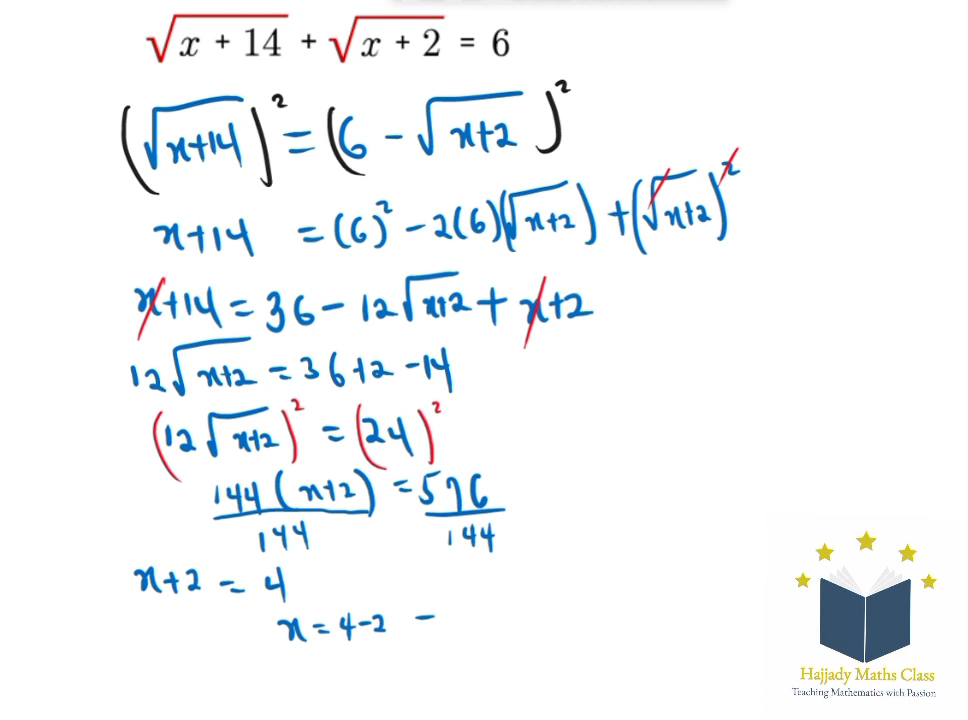 √(x + 14) + √(x + 2) = 6
(√(x+14))² = (6 - √(x+2))²
x+14 = (6)² - 2(6)(√(x+2)) + (√(x+2))²
x+14 = 36 - 12√(x+2) + x+2
12√(x+2) = 36+2-14
(12√(x+2))² = (24)²
144(x+2)/144 = 576/144
x+2 = 4
x = 4-2 =
Hajjady Maths Class
Teaching Mathematics with Passion